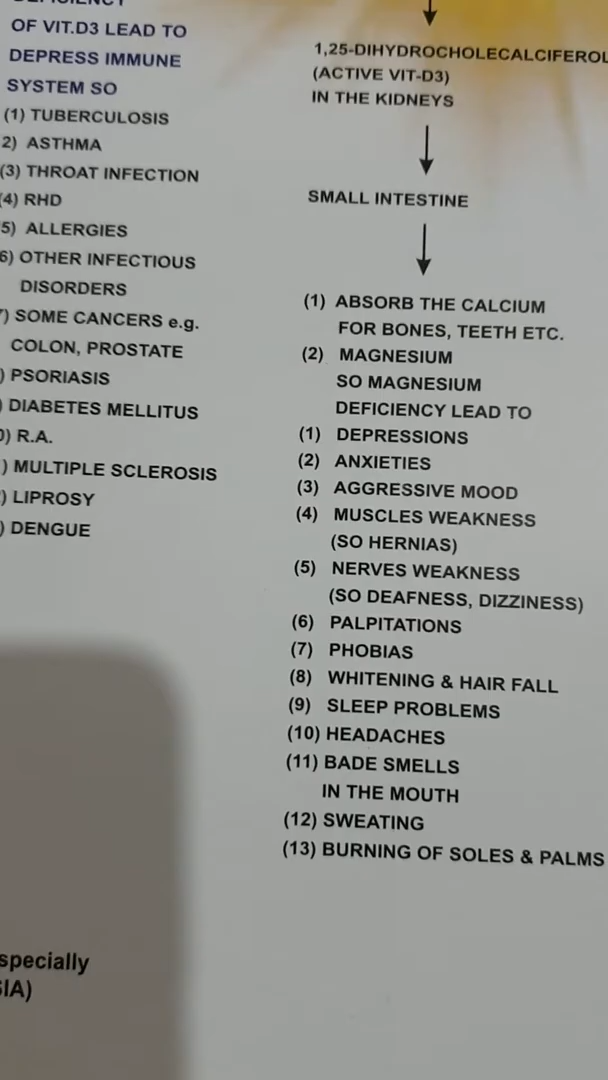 OF VIT.D3 LEAD TO
DEPRESS IMMUNE
SYSTEM SO
(1) TUBERCULOSIS
2) ASTHMA
(3) THROAT INFECTION
(4) RHD
5) ALLERGIES
6) OTHER INFECTIOUS
DISORDERS
7) SOME CANCERS e.g.
COLON, PROSTATE
) PSORIASIS
) DIABETES MELLITUS
0) R.A.
) MULTIPLE SCLEROSIS
) LIPROSY
) DENGUE
specially
SIA)
1,25-DIHYDROCHOLECALCIFEROL
(ACTIVE VIT-D3)
IN THE KIDNEYS
SMALL INTESTINE
(1) ABSORB THE CALCIUM
FOR BONES, TEETH ETC.
(2) MAGNESIUM
SO MAGNESIUM
DEFICIENCY LEAD TO
(1) DEPRESSIONS
(2) ANXIETIES
(3) AGGRESSIVE MOOD
(4) MUSCLES WEAKNESS
(SO HERNIAS)
(5) NERVES WEAKNESS
(SO DEAFNESS, DIZZINESS)
(6) PALPITATIONS
(7) PHOBIAS
(8) WHITENING & HAIR FALL
(9) SLEEP PROBLEMS
(10) HEADACHES
(11) BADE SMELLS
IN THE MOUTH
(12) SWEATING
(13) BURNING OF SOLES & PALMS